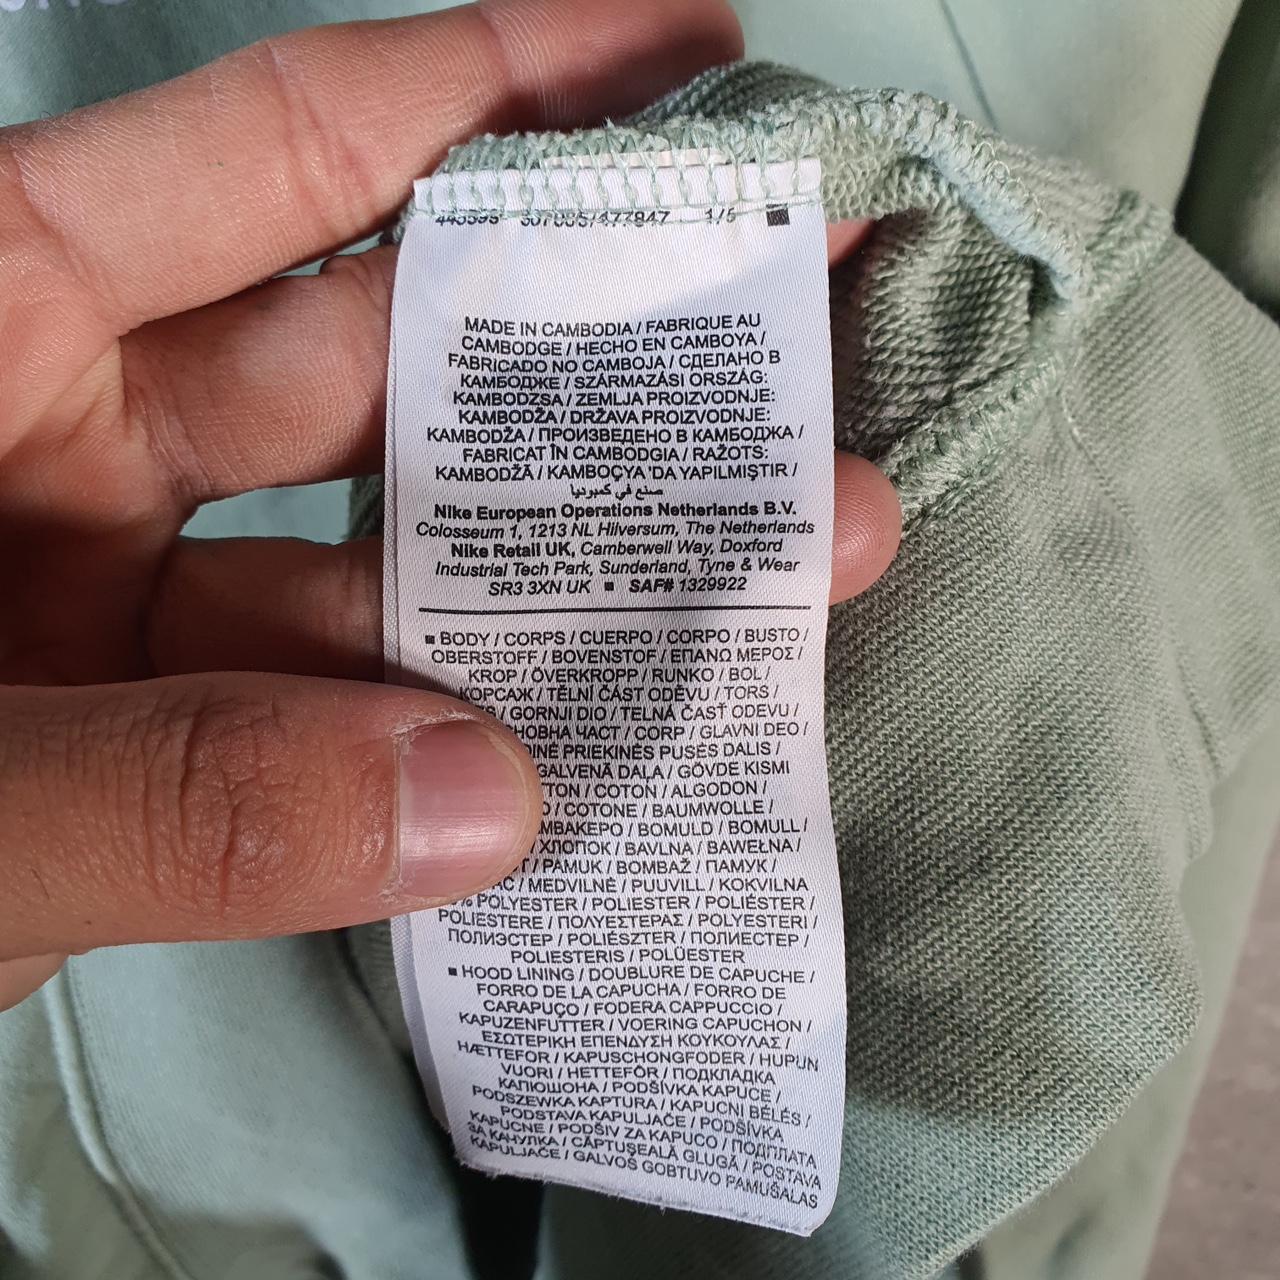 1/5
MADE IN CAMBODIA / FABRIQUE AU
CAMBODGE / HECHO EN CAMBOYA /
FABRICADO NO CAMBOJA / СДЕЛАНО В
КАМБОДЖЕ / SZÁRMAZÁSI ORSZÁG:
KAMBODZSA / ZEMLJA PROIZVODNJE:
KAMBODŽA / DRŽAVA PROIZVODNJE:
KAMBODŽA / ПРОИЗВЕДЕНО В КАМБОДЖА /
FABRICAT ÎN CAMBODGIA / RAŽOTS:
KAMBODŽĀ / KAMBOÇYA 'DA YAPILMIŞTIR /
صنع في كمبوديا
Nike European Operations Netherlands B.V.
Colosseum 1, 1213 NL Hilversum, The Netherlands
Nike Retail UK, Camberwell Way, Doxford
Industrial Tech Park, Sunderland, Tyne & Wear
SR3 3XN UK ■ SAF# 1329922
■ BODY / CORPS / CUERPO / CORPO / BUSTO /
OBERSTOFF / BOVENSTOF / ΕΠΑΝΩ ΜΕΡΟΣ /
KROP / ÖVERKROPP / RUNKO / BOL /
КОРСАЖ / TĚLNÍ ČÁST ODĚVU / TORS /
/ GORNJI DIO / TELNÁ ČASŤ ODEVU /
ЧАСТ / CORP / GLAVNI DEO /
PRIEKINĖS PUSĖS DALIS /
GALVENĀ DAĻA / GÖVDE KISMI
/ COTON / ALGODON /
/ COTONE / BAUMWOLLE /
/ BOMULD / BOMULL /
ХЛОПОК / BAVLNA / BAWEŁNA /
/ PAMUK / BOMBAŽ / ПАМУК /
/ MEDVILNĖ / PUUVILL / KOKVILNA
POLYESTER / POLIESTER / POLIÉSTER /
POLIESTERE / ΠΟΛΥΕΣΤΕΡΑΣ / POLYESTERI /
ПОЛИЭСТЕР / POLIÉSZTER / ПОЛИЕСТЕР /
POLIESTERIS / POLÜESTER
■ HOOD LINING / DOUBLURE DE CAPUCHE /
FORRO DE LA CAPUCHA / FORRO DE
CARAPUÇO / FODERA CAPPUCCIO /
KAPUZENFUTTER / VOERING CAPUCHON /
ΕΣΩΤΕΡΙΚΗ ΕΠΕΝΔΥΣΗ ΚΟΥΚΟΥΛΑΣ /
HÆTTEFOR / KAPUSCHONGFODER / HUPUN
VUORI / HETTEFÔR / ПОДКЛАДКА
КАПЮШОНА / PODŠÍVKA KAPUCE /
PODSZEWKA KAPTURA / KAPUCNI BÉLÉS /
PODSTAVA KAPULJAČE / PODŠÍVKA
KAPUCNE / PODŠIV ZA KAPUCO / ПОДПЛАТА
ЗА КАЧУЛКА / CĂPTUŞEALĂ GLUGĂ / POSTAVA
KAPULJAČE / GALVOŠ GOBTUVO PAMUŠALAS